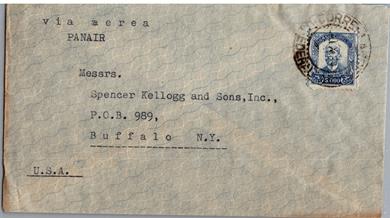 via aerea
PANAIR
Messrs.
Spencer Kellogg and Sons,Inc.,
P.O.B. 989,
Buffalo N.Y.
U.S.A.